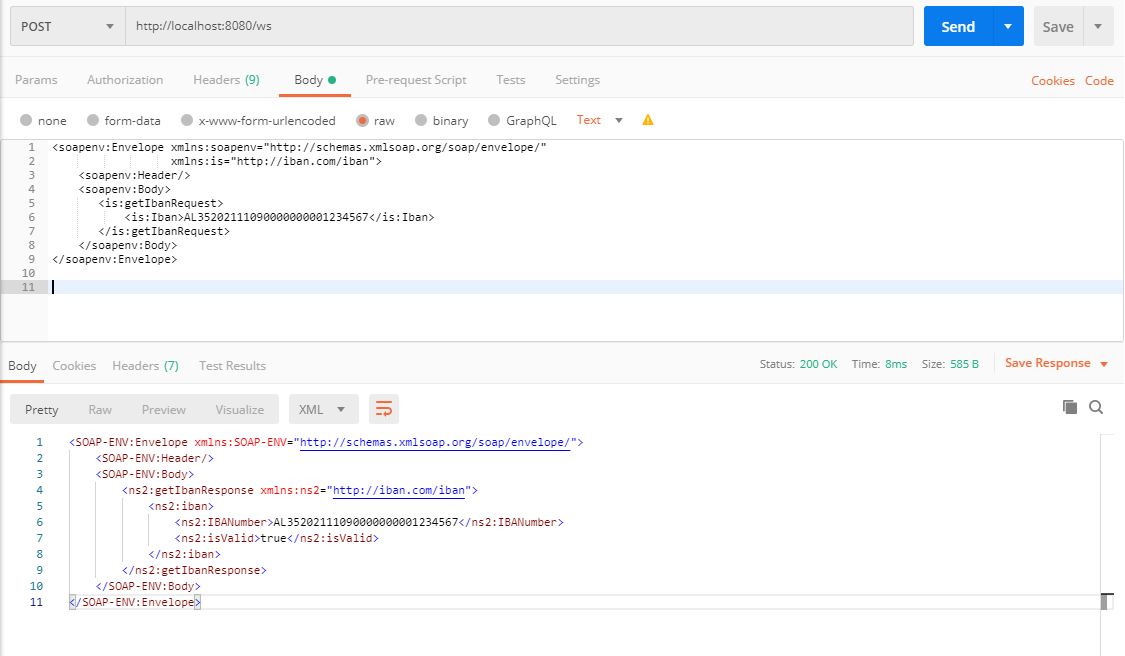 POST http://localhost:8080/ws Send Save
Params Authorization Headers (9) Body Pre-request Script Tests Settings Cookies Code
none form-data x-www-form-urlencoded raw binary GraphQL Text
1 <soapenv:Envelope xmlns:soapenv="http://schemas.xmlsoap.org/soap/envelope/"
2 xmlns:is="http://iban.com/iban">
3 <soapenv:Header/>
4 <soapenv:Body>
5 <is:getIbanRequest>
6 <is:Iban>AL35202111090000000001234567</is:Iban>
7 </is:getIbanRequest>
8 </soapenv:Body>
9 </soapenv:Envelope>
10
11
Body Cookies Headers (7) Test Results Status: 200 OK Time: 8ms Size: 585 B Save Response
Pretty Raw Preview Visualize XML
1 <SOAP-ENV:Envelope xmlns:SOAP-ENV="http://schemas.xmlsoap.org/soap/envelope/">
2 <SOAP-ENV:Header/>
3 <SOAP-ENV:Body>
4 <ns2:getIbanResponse xmlns:ns2="http://iban.com/iban">
5 <ns2:iban>
6 <ns2:IBANumber>AL35202111090000000001234567</ns2:IBANumber>
7 <ns2:isValid>true</ns2:isValid>
8 </ns2:iban>
9 </ns2:getIbanResponse>
10 </SOAP-ENV:Body>
11 </SOAP-ENV:Envelope>